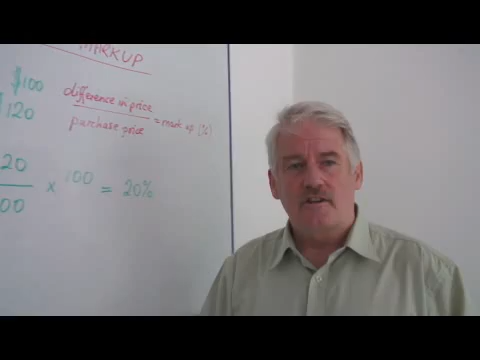 MARKUP
$100
$120
difference in price
purchase price
= mark up (%)
20
00
× 100 = 20%